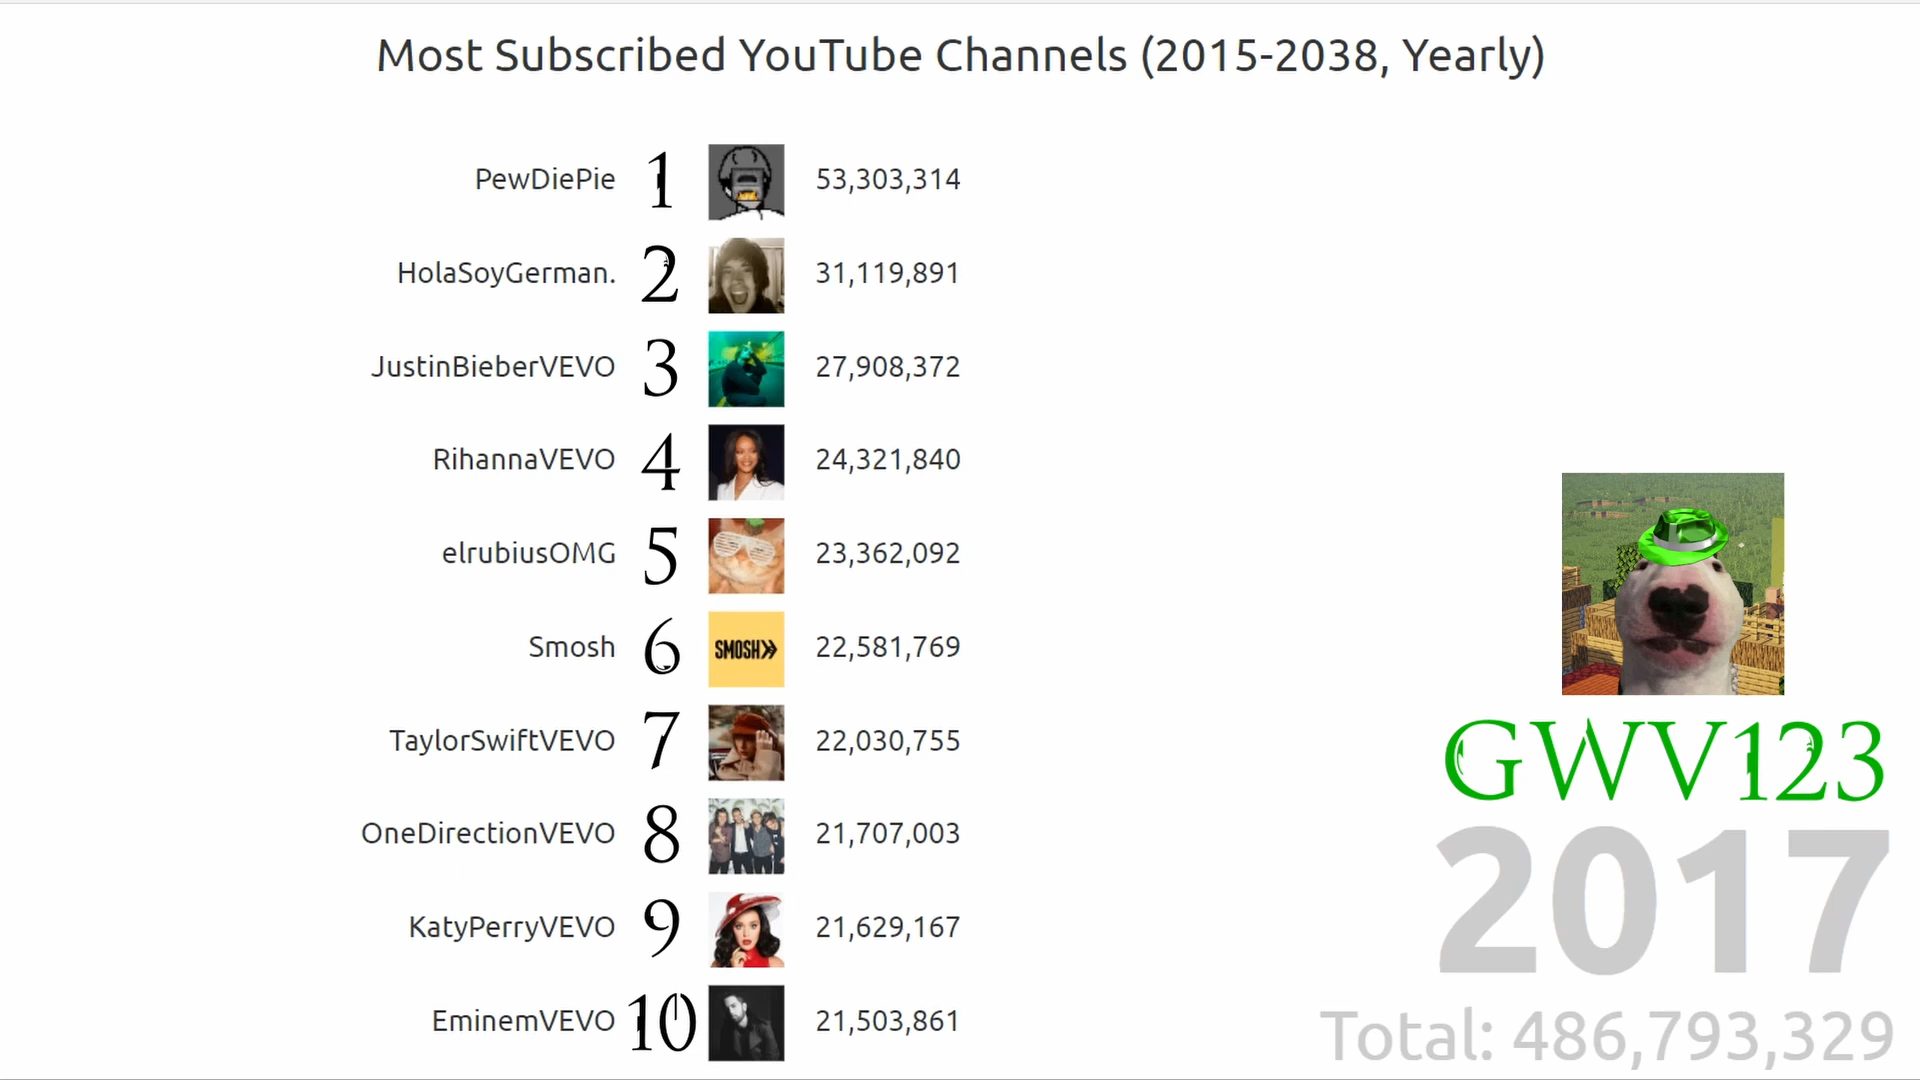 Most Subscribed YouTube Channels (2015-2038, Yearly)
PewDiePie 1 53,303,314
HolaSoyGerman. 2 31,119,891
JustinBieberVEVO 3 27,908,372
RihannaVEVO 4 24,321,840
elrubiusOMG 5 23,362,092
Smosh 6 SMOSH 22,581,769
TaylorSwiftVEVO 7 22,030,755
OneDirectionVEVO 8 21,707,003
KatyPerryVEVO 9 21,629,167
EminemVEVO 10 21,503,861
GWV123
2017
Total: 486,793,329